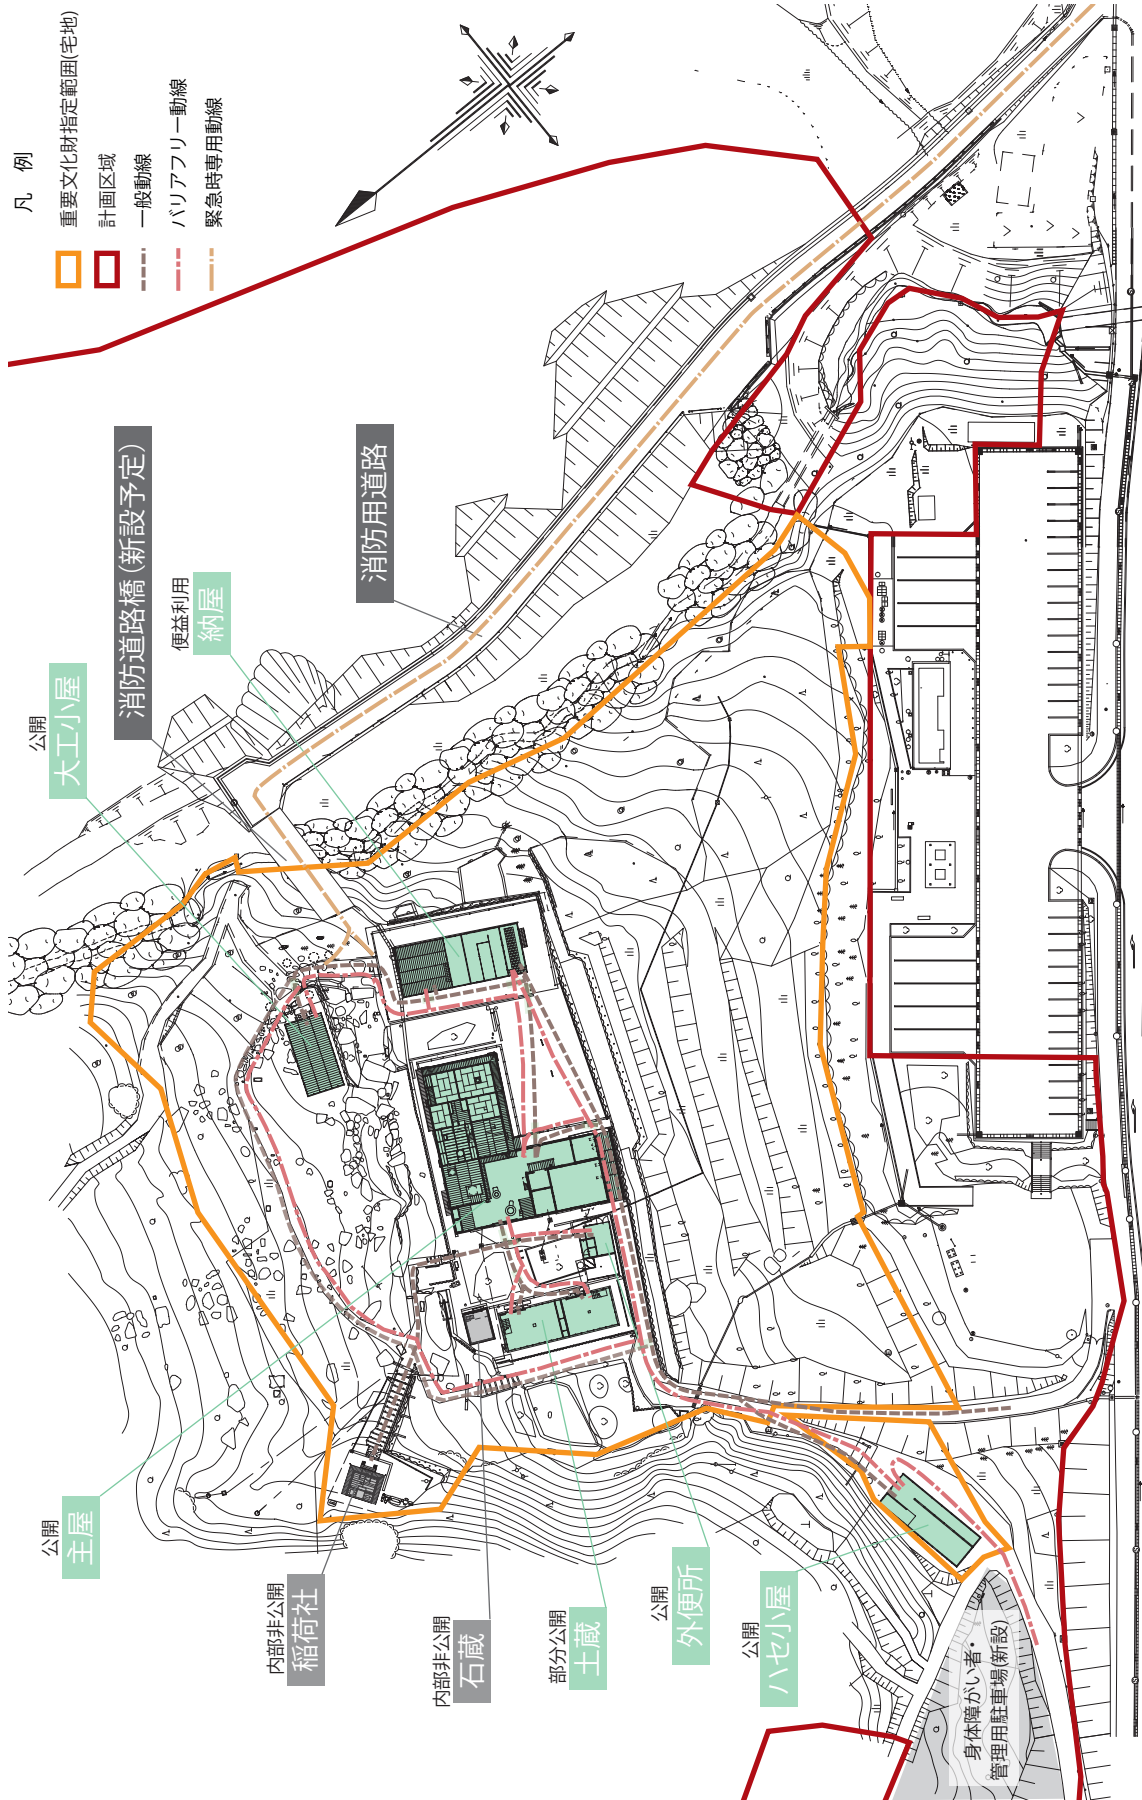 凡 例
重要文化財指定範囲(宅地)
計画区域
一般動線
バリアフリー動線
緊急時専用動線
消防道路橋(新設予定)
消防用道路
便益利用
納屋
公開
大工小屋
公開
主屋
内部非公開
稲荷社
内部非公開
石蔵
部分公開
土蔵
公開
外便所
公開
ハセ小屋
身体障がい者・
管理用駐車場(新設)